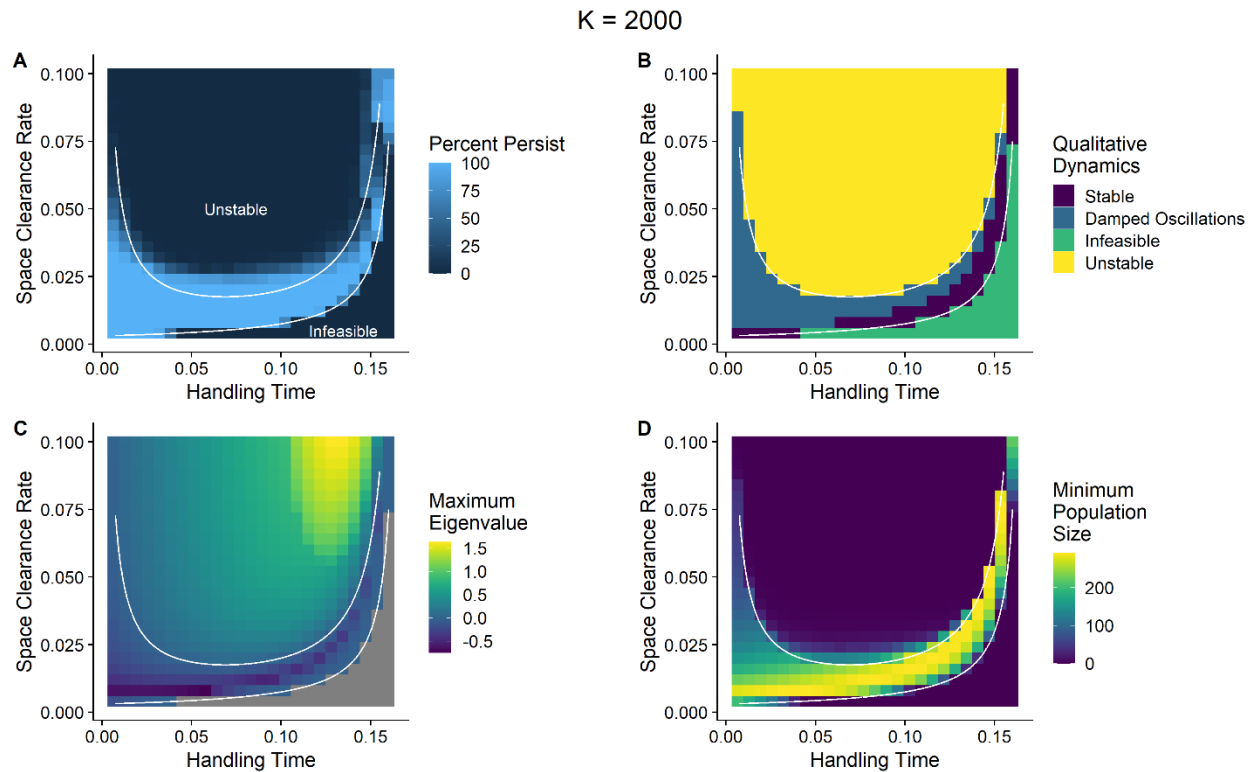 K = 2000
A
Space Clearance Rate
0.100
0.075
0.050
0.025
0.000
Unstable
Infeasible
0.00
0.05
0.10
0.15
Handling Time
Percent Persist
100
75
50
25
0
B
Space Clearance Rate
0.100
0.075
0.050
0.025
0.000
0.00
0.05
0.10
0.15
Handling Time
Qualitative
Dynamics
Stable
Damped Oscillations
Infeasible
Unstable
C
Space Clearance Rate
0.100
0.075
0.050
0.025
0.000
0.00
0.05
0.10
0.15
Handling Time
Maximum
Eigenvalue
1.5
1.0
0.5
0.0
-0.5
D
Space Clearance Rate
0.100
0.075
0.050
0.025
0.000
0.00
0.05
0.10
0.15
Handling Time
Minimum
Population
Size
200
100
0